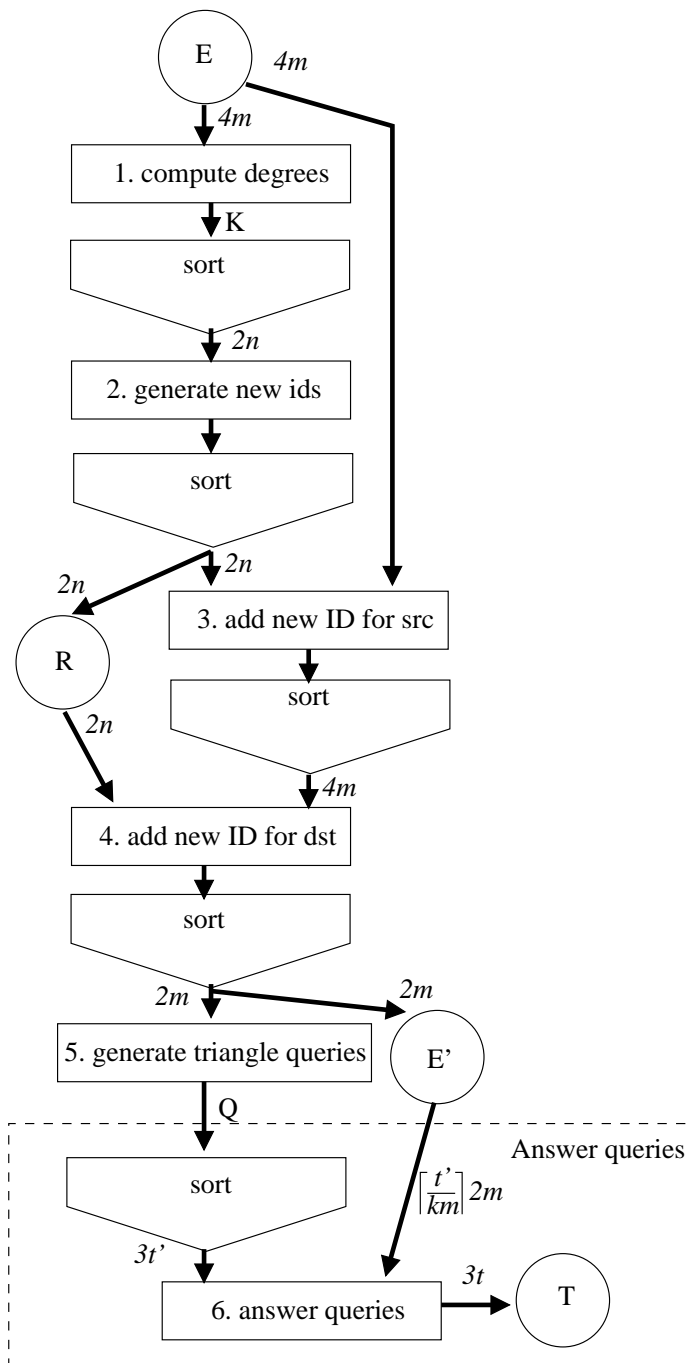 E
4m
4m
1. compute degrees
K
sort
2n
2. generate new ids
sort
2n
2n
3. add new ID for src
R
sort
2n
4m
4. add new ID for dst
sort
2m
2m
5. generate triangle queries
E'
Q
Answer queries
sort
⌈t'/km⌉2m
3t'
3t
6. answer queries
T